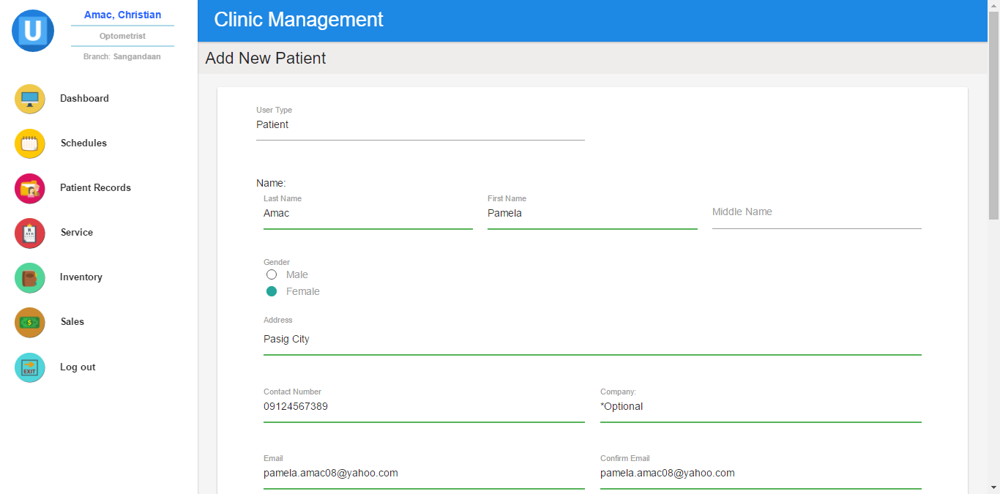 U
Amac, Christian
Optometrist
Branch: Sangandaan
Dashboard
Schedules
Patient Records
Service
Inventory
Sales
EXIT
Log out
Clinic Management
Add New Patient
User Type
Patient
Name:
Last Name First Name
Amac Pamela Middle Name
Gender
Male
Female
Address
Pasig City
Contact Number Company:
09124567389 *Optional
Email Confirm Email
pamela.amac08@yahoo.com pamela.amac08@yahoo.com